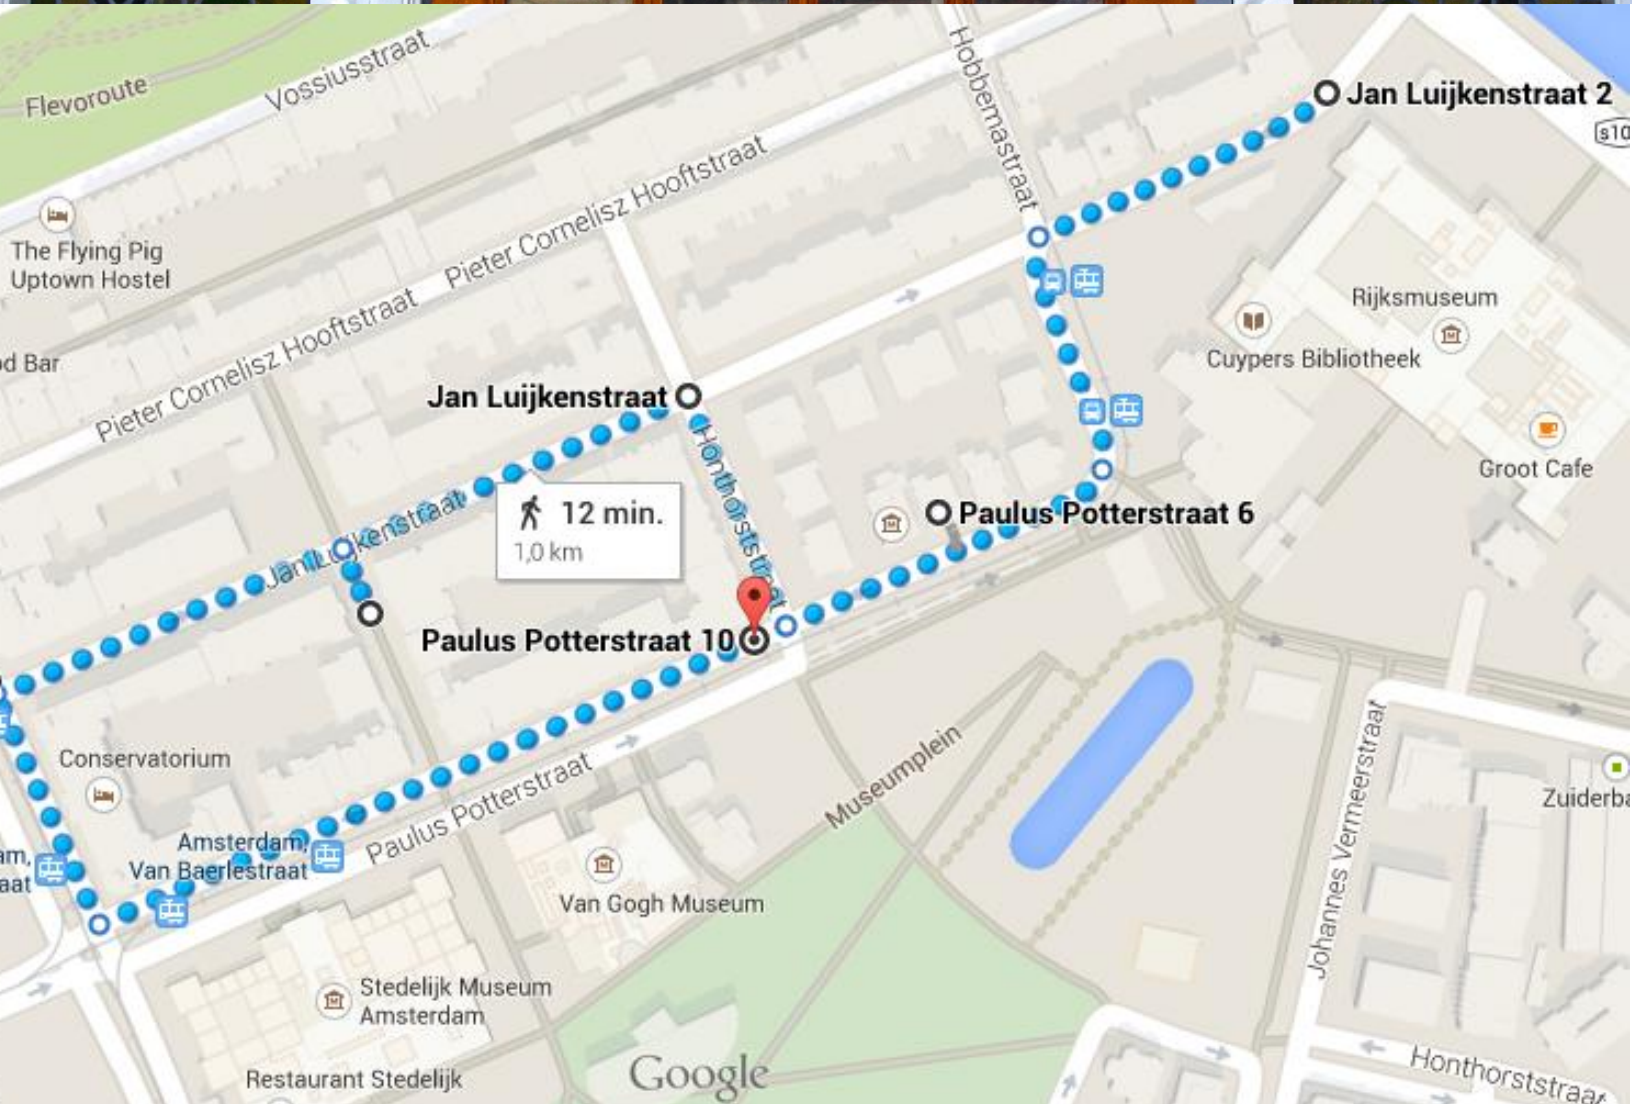 Flevoroute
Vossiusstraat
Hobbemastraat
Jan Luijkenstraat 2
s10
The Flying Pig
Uptown Hostel
Pieter Cornelisz Hooftstraat
Pieter Cornelisz Hooftstraat
Rijksmuseum
Cuypers Bibliotheek
od Bar
Jan Luijkenstraat
Honthorststraat
Groot Cafe
12 min.
1,0 km
Paulus Potterstraat 6
Jan Luijkenstraat
Paulus Potterstraat 10
Conservatorium
Museumplein
Johannes Vermeerstraat
Zuiderba
Paulus Potterstraat
Amsterdam,
Van Baerlestraat
am,
aat
Van Gogh Museum
Stedelijk Museum
Amsterdam
Restaurant Stedelijk
Google
Honthorststraat